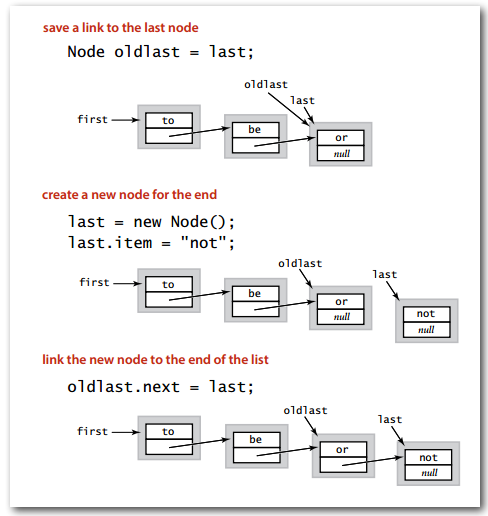 save a link to the last node
Node oldlast = last;
oldlast
last
first
to
be
or
null
create a new node for the end
last = new Node();
last.item = "not";
oldlast
last
first
to
be
or
null
not
null
link the new node to the end of the list
oldlast.next = last;
oldlast
last
first
to
be
or
not
null